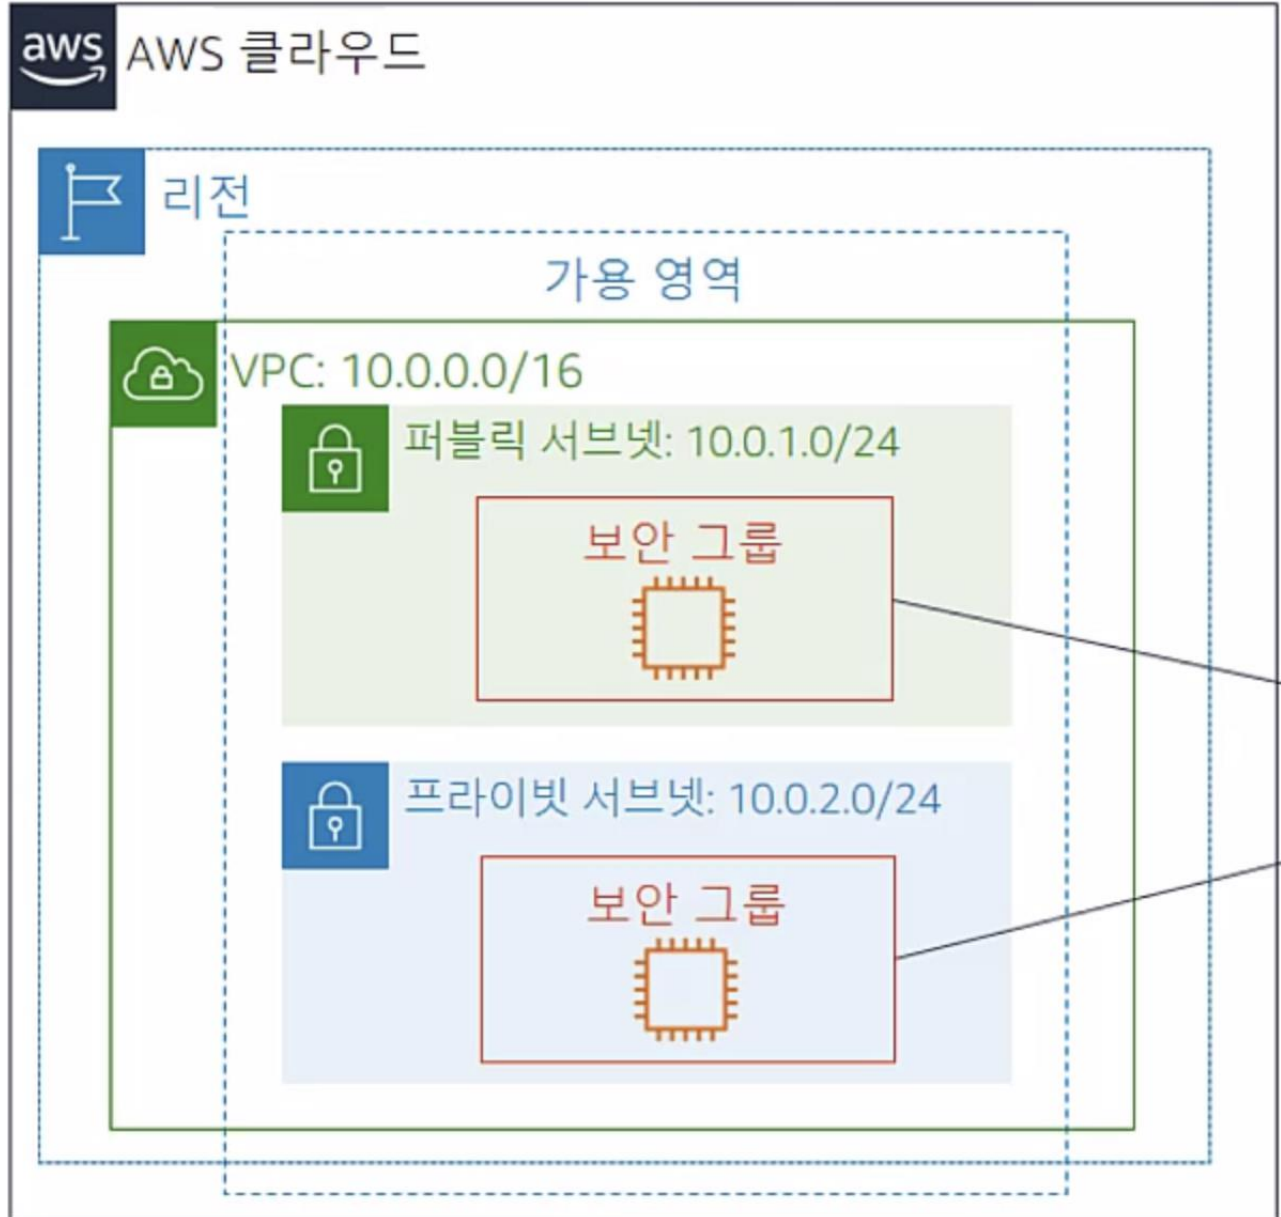 aws
AWS 클라우드
리전
가용 영역
VPC: 10.0.0.0/16
퍼블릭 서브넷: 10.0.1.0/24
보안 그룹
프라이빗 서브넷: 10.0.2.0/24
보안 그룹